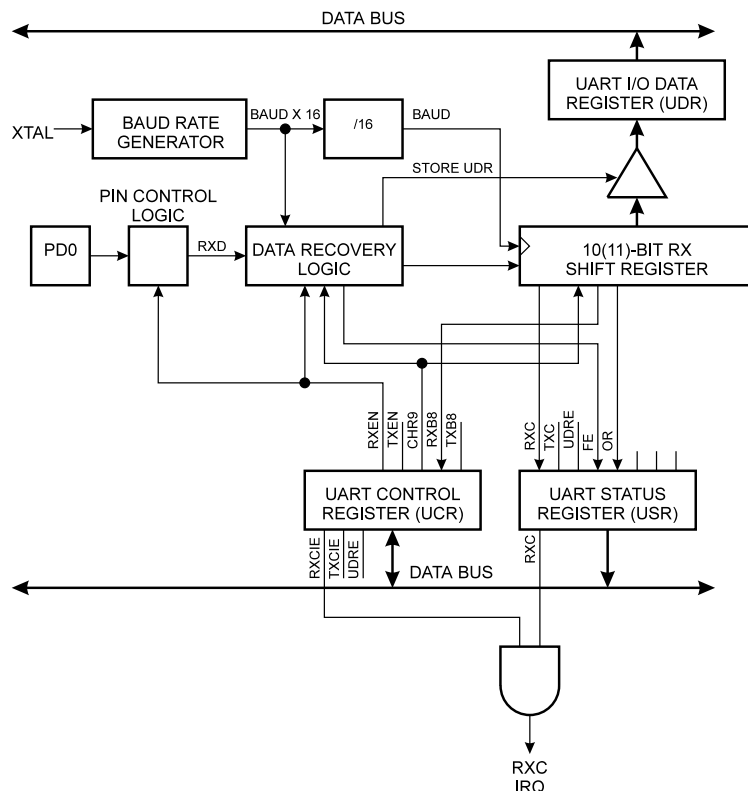 DATA BUS
UART I/O DATA
REGISTER (UDR)
XTAL
BAUD RATE
GENERATOR
BAUD X 16
/16
BAUD
STORE UDR
PIN CONTROL
LOGIC
PD0
RXD
DATA RECOVERY
LOGIC
10(11)-BIT RX
SHIFT REGISTER
RXEN
TXEN
CHR9
RXB8
TXB8
RXC
TXC
UDRE
FE
OR
UART CONTROL
REGISTER (UCR)
UART STATUS
REGISTER (USR)
RXCIE
TXCIE
UDRE
RXC
DATA BUS
RXC
IRQ